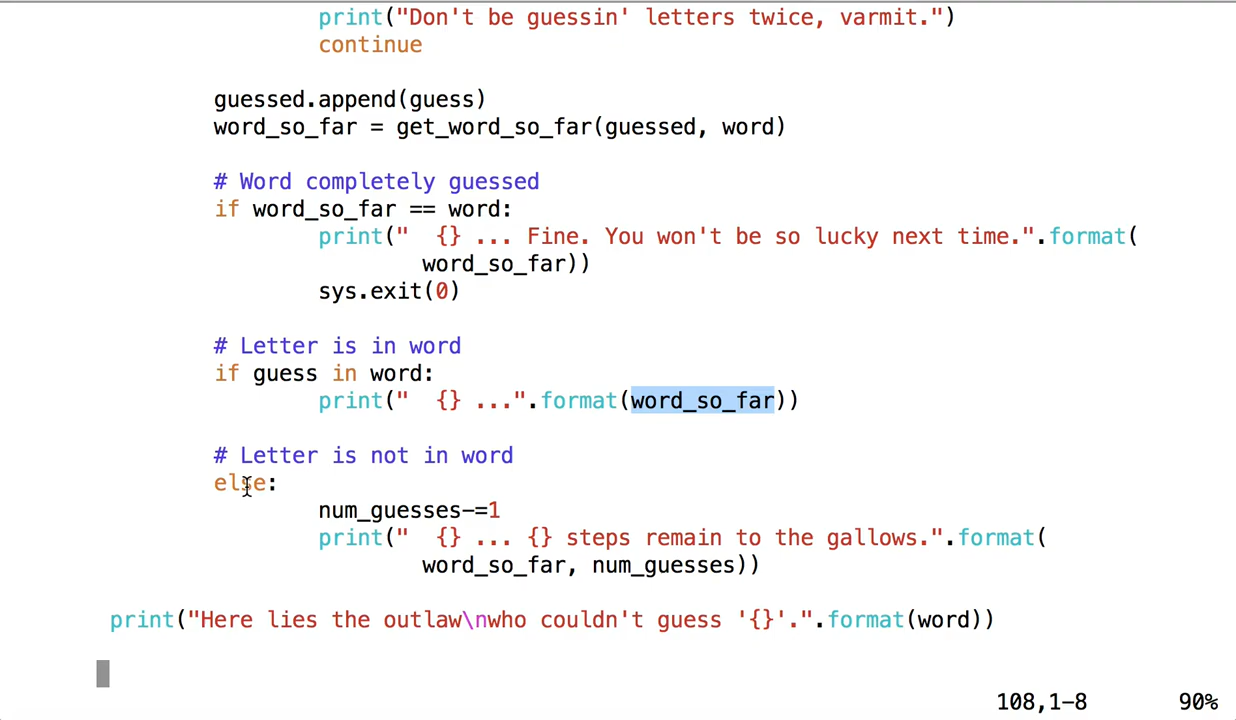 print("Don't be guessin' letters twice, varmit.")
continue
guessed.append(guess)
word_so_far = get_word_so_far(guessed, word)
# Word completely guessed
if word_so_far == word:
print("  {} ... Fine. You won't be so lucky next time.".format(
word_so_far))
sys.exit(0)
# Letter is in word
if guess in word:
print("  {} ...".format(word_so_far))
# Letter is not in word
else:
num_guesses-=1
print("  {} ... {} steps remain to the gallows.".format(
word_so_far, num_guesses))
print("Here lies the outlaw\nwho couldn't guess '{}'.".format(word))
108,1-8 90%